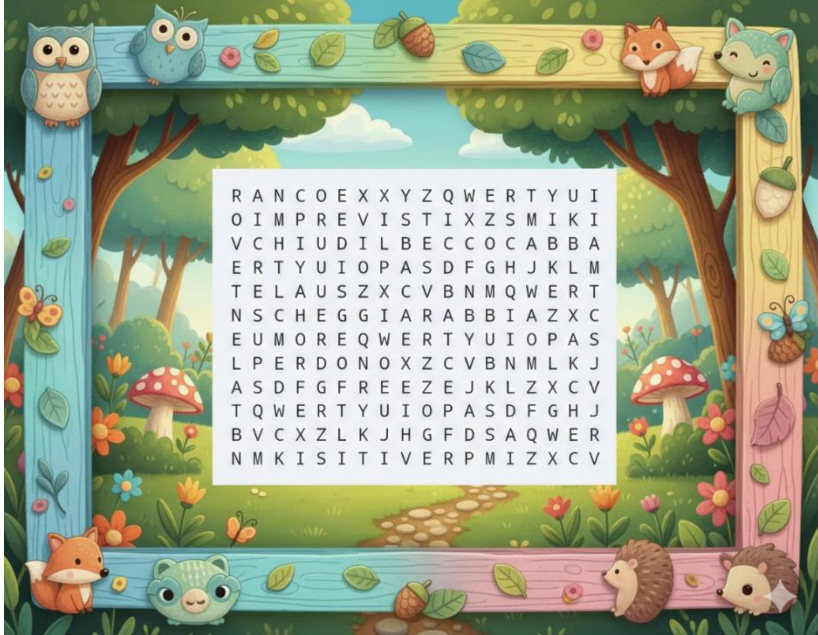 R A N C O E X X Y Z Q W E R T Y U I
O I M P R E V I S T I X Z S M I K I
V C H I U D I L B E C C O C A B B A
E R T Y U I O P A S D F G H J K L M
T E L A U S Z X C V B N M Q W E R T
N S C H E G G I A R A B B I A Z X C
E U M O R E Q W E R T Y U I O P A S
L P E R D O N O X Z C V B N M L K J
A S D F G F R E E Z E J K L Z X C V
T Q W E R T Y U I O P A S D F G H J
B V C X Z L K J H G F D S A Q W E R
N M K I S I T I V E R P M I Z X C V